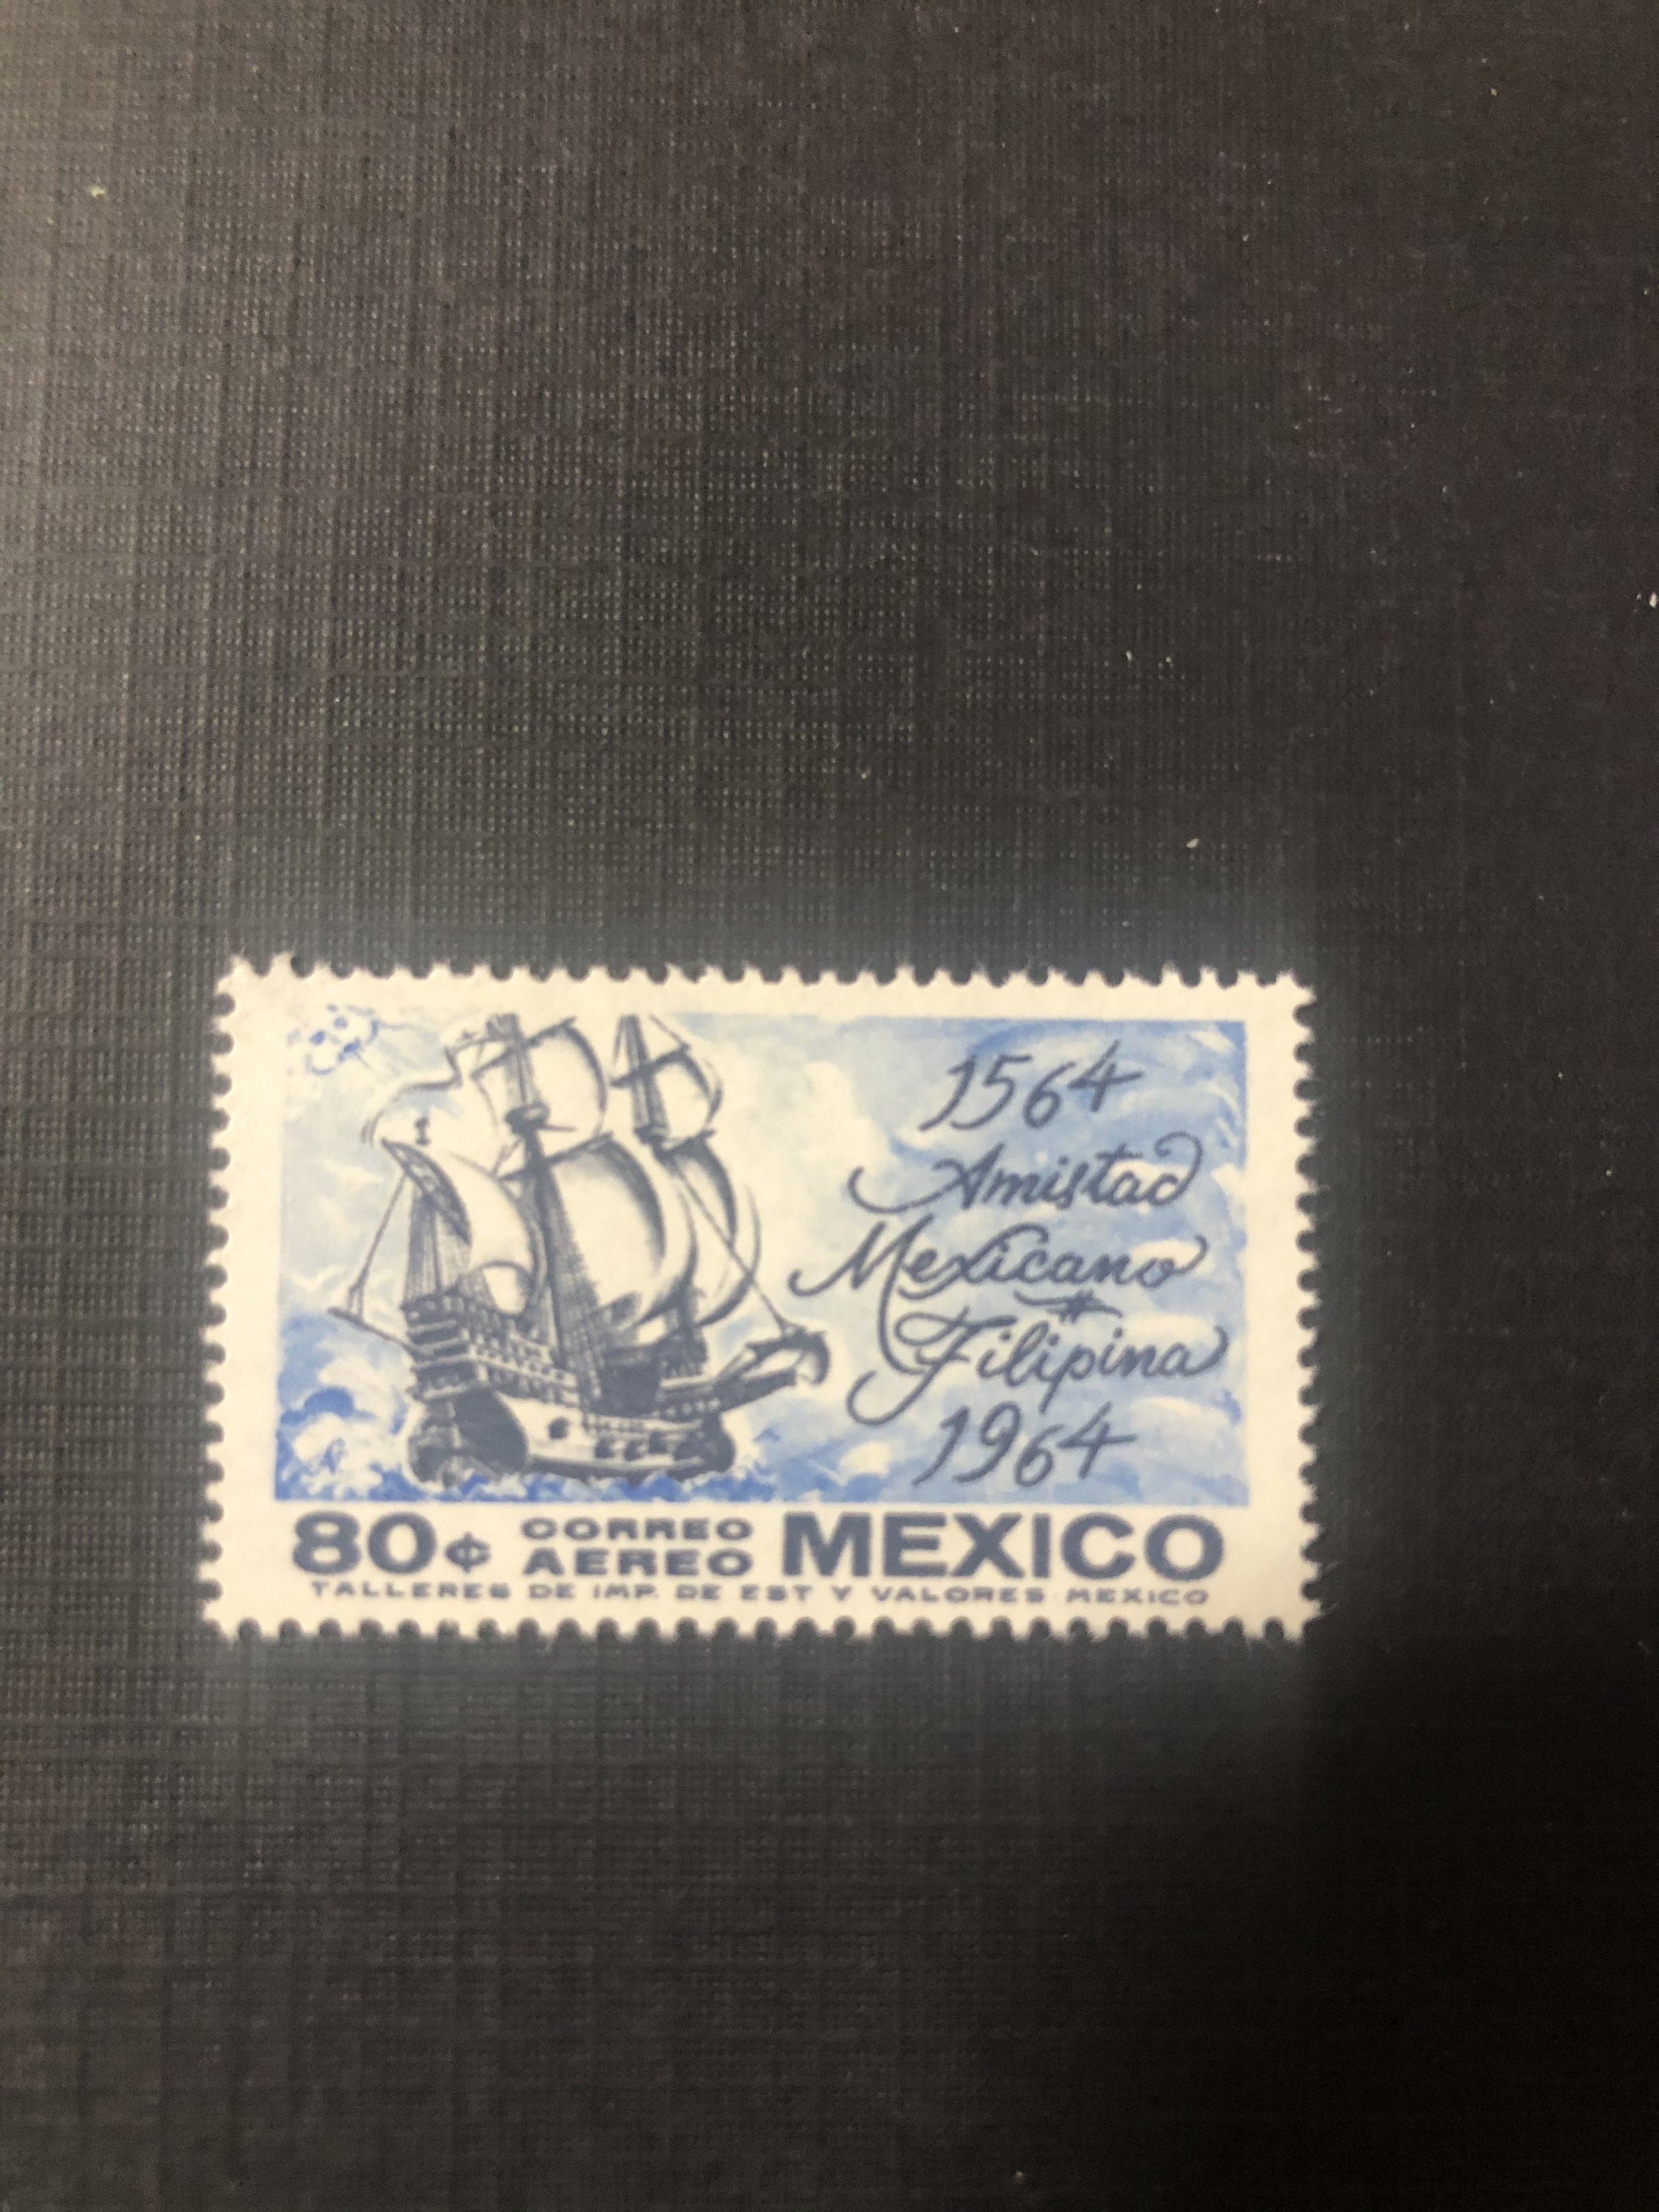 1564
Amistad
Mexicano
Filipina
1964
80¢ CORREO AEREO MEXICO
TALLERES DE IMP. DE EST Y VALORES · MEXICO